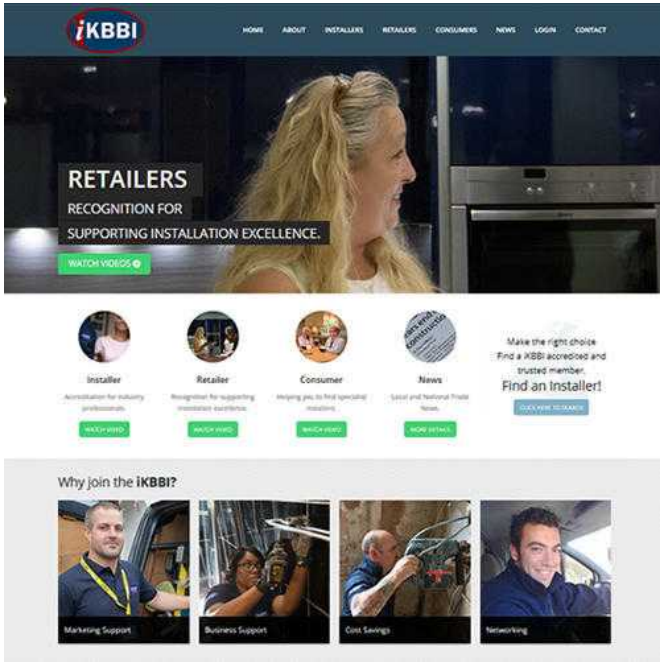 iKBBI
HOME ABOUT INSTALLERS RETAILERS CONSUMERS NEWS LOGIN CONTACT
RETAILERS
RECOGNITION FOR
SUPPORTING INSTALLATION EXCELLENCE.
WATCH VIDEOS
Installer
Accreditation for industry
professionals.
WATCH VIDEO
Retailer
Recognition for supporting
installation excellence.
WATCH VIDEO
Consumer
Helping you to find specialist
installers.
WATCH VIDEO
construction
News
Local and National Trade
News.
MORE DETAILS
Make the right choice
Find a iKBBI accredited and
trusted member.
Find an Installer!
CLICK HERE TO SEARCH
Why join the iKBBI?
Marketing Support
Business Support
Cost Savings
Networking